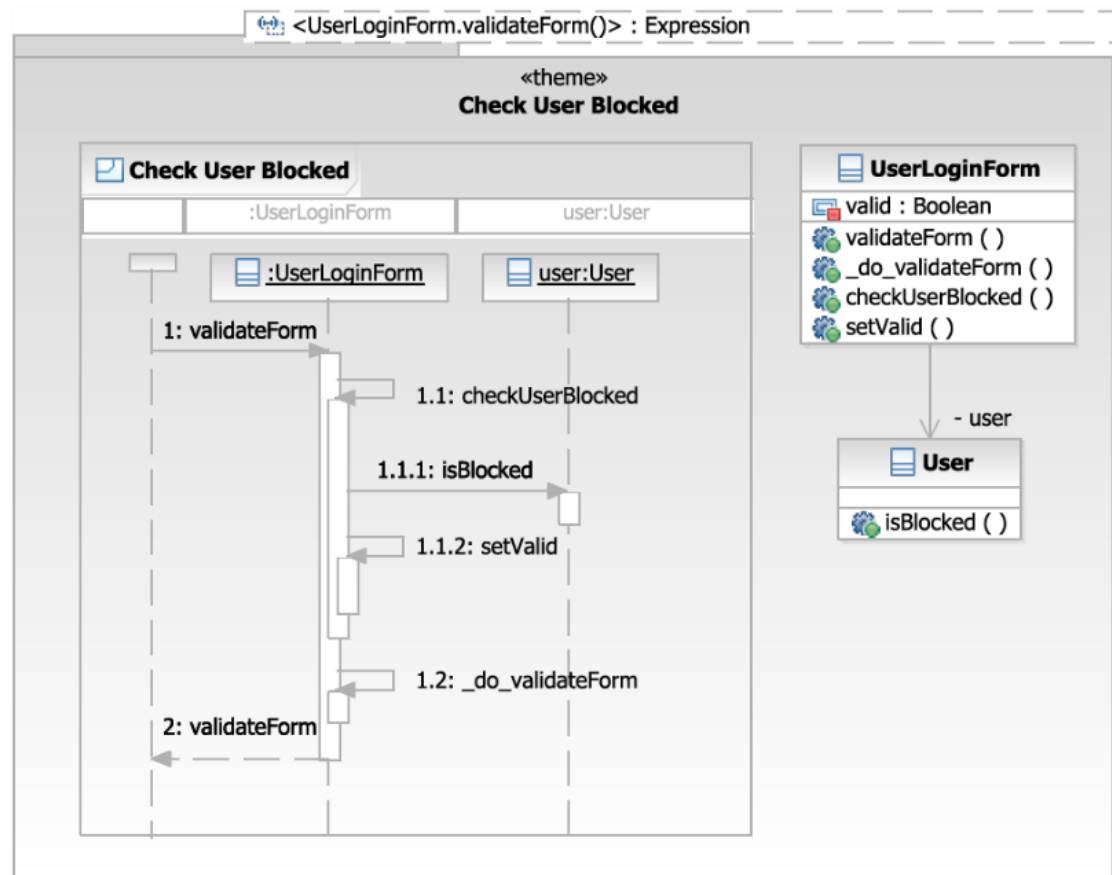 <UserLoginForm.validateForm()> : Expression
«theme»
Check User Blocked
Check User Blocked
:UserLoginForm
user:User
:UserLoginForm
user:User
1: validateForm
1.1: checkUserBlocked
1.1.1: isBlocked
1.1.2: setValid
1.2: _do_validateForm
2: validateForm
UserLoginForm
valid : Boolean
validateForm ( )
_do_validateForm ( )
checkUserBlocked ( )
setValid ( )
- user
User
isBlocked ( )